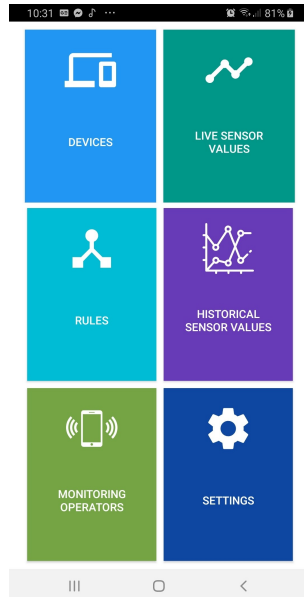 10:31
81%
DEVICES
LIVE SENSOR
VALUES
RULES
HISTORICAL
SENSOR VALUES
MONITORING
OPERATORS
SETTINGS